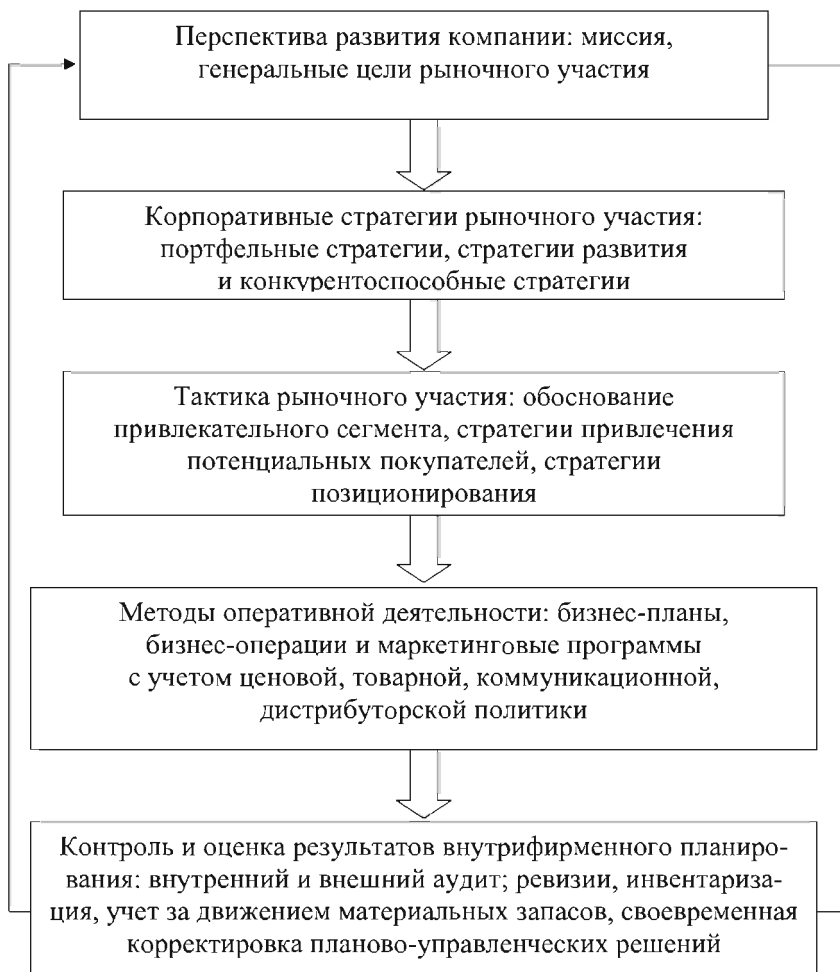 Перспектива развития компании: миссия,
генеральные цели рыночного участия
Корпоративные стратегии рыночного участия:
портфельные стратегии, стратегии развития
и конкурентоспособные стратегии
Тактика рыночного участия: обоснование
привлекательного сегмента, стратегии привлечения
потенциальных покупателей, стратегии
позиционирования
Методы оперативной деятельности: бизнес-планы,
бизнес-операции и маркетинговые программы
с учетом ценовой, товарной, коммуникационной,
дистрибуторской политики
Контроль и оценка результатов внутрифирменного планиро-
вания: внутренний и внешний аудит; ревизии, инвентариза-
ция, учет за движением материальных запасов, своевременная
корректировка планово-управленческих решений